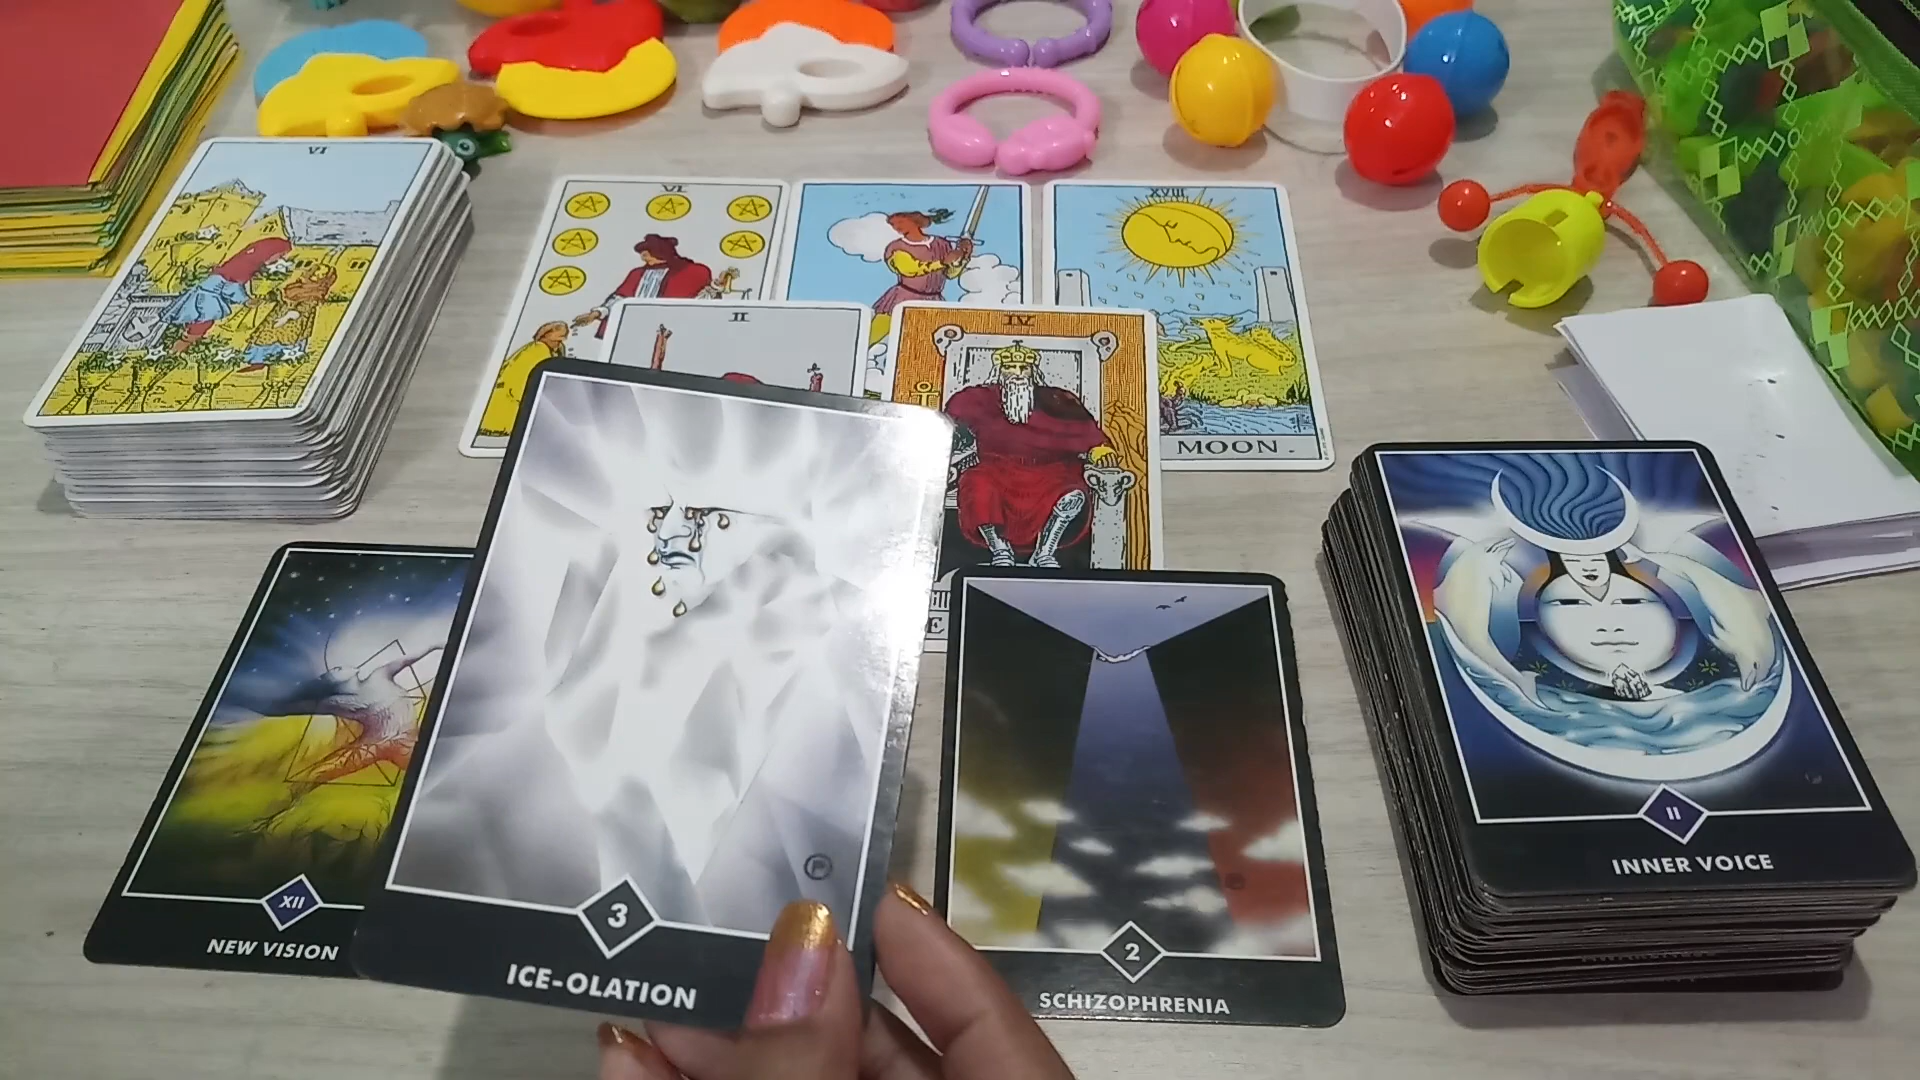 VI
VI
XVIII
II
IV
MOON.
E
XII
NEW VISION
3
ICE-OLATION
2
SCHIZOPHRENIA
II
INNER VOICE